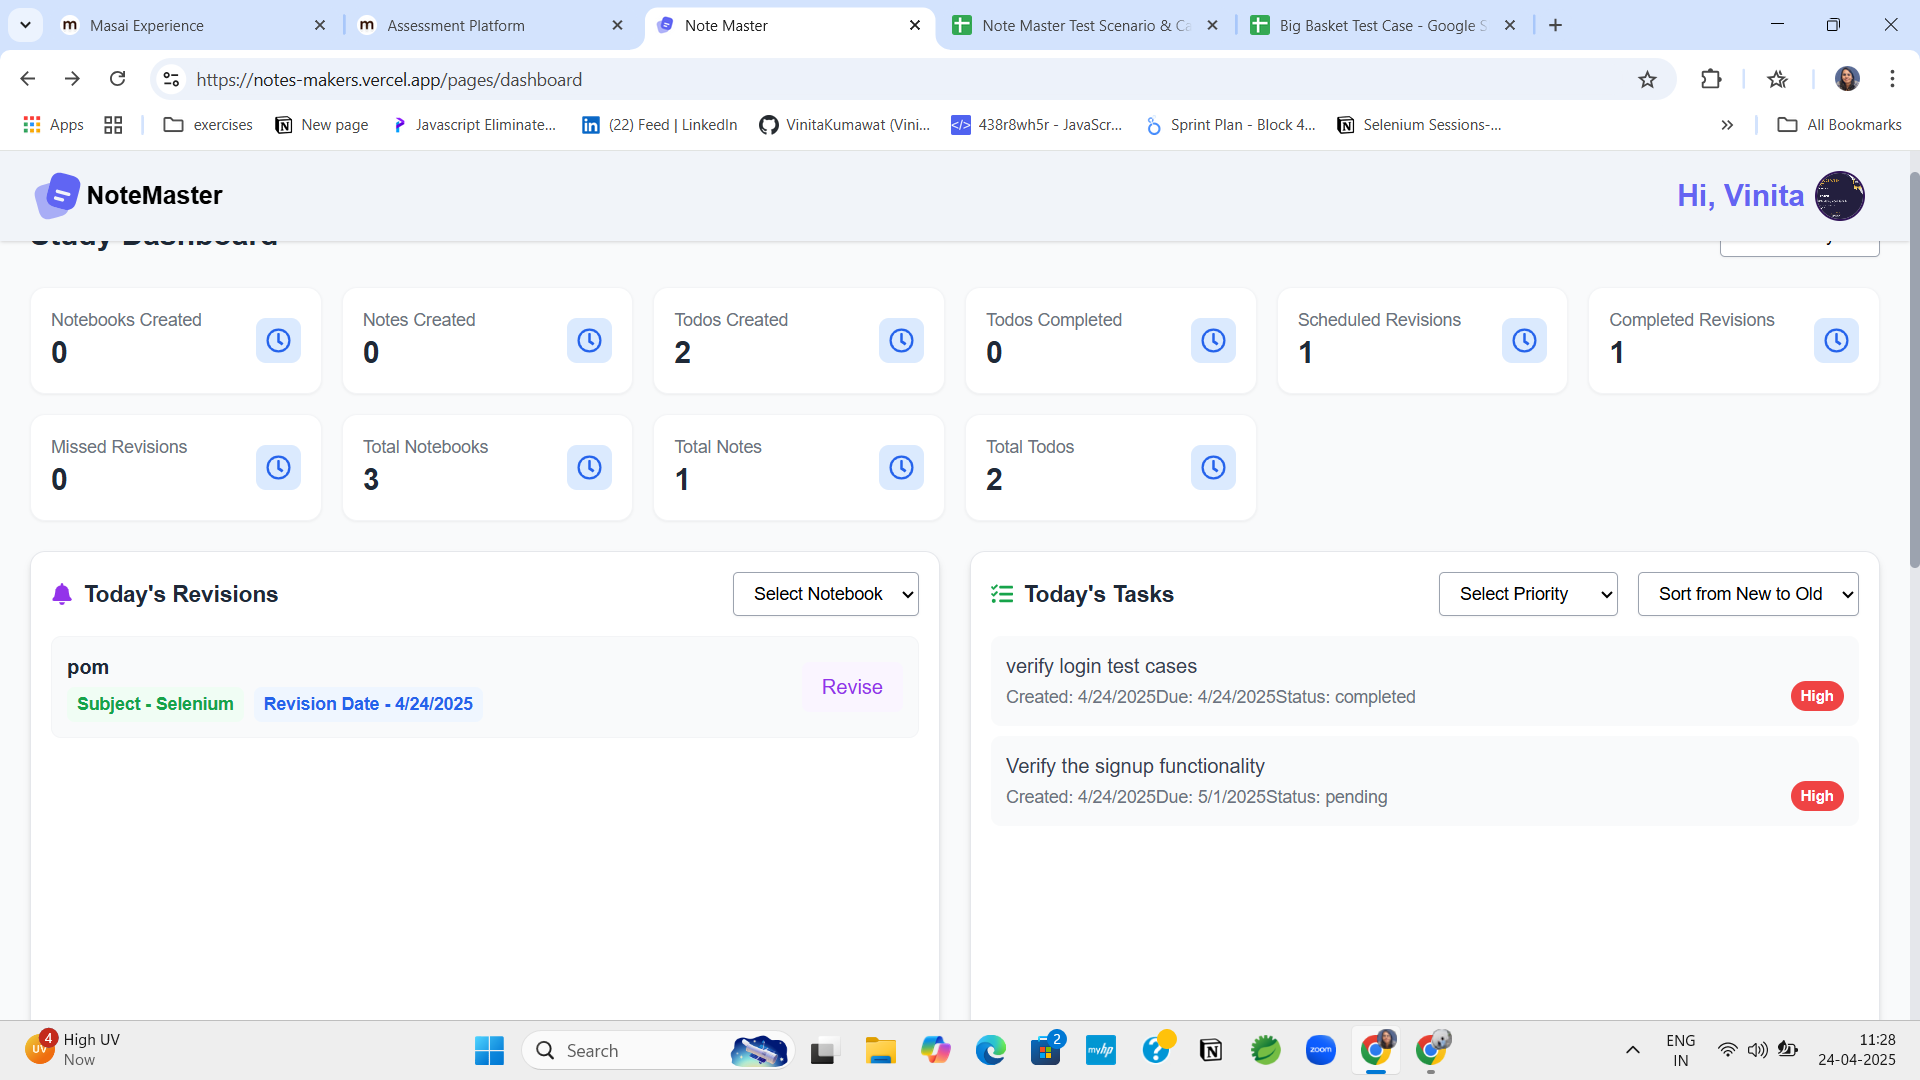 Masai Experience
Assessment Platform
Note Master
Note Master Test Scenario & Ca
Big Basket Test Case - Google S
https://notes-makers.vercel.app/pages/dashboard
Apps
exercises
New page
Javascript Eliminate...
(22) Feed | LinkedIn
VinitaKumawat (Vini...
438r8wh5r - JavaScr...
Sprint Plan - Block 4...
Selenium Sessions-...
All Bookmarks
NoteMaster
Hi, Vinita
Study Dashboard
Notebooks Created
0
Notes Created
0
Todos Created
2
Todos Completed
0
Scheduled Revisions
1
Completed Revisions
1
Missed Revisions
0
Total Notebooks
3
Total Notes
1
Total Todos
2
Today's Revisions
Select Notebook
pom
Subject - Selenium
Revision Date - 4/24/2025
Revise
Today's Tasks
Select Priority
Sort from New to Old
verify login test cases
Created: 4/24/2025Due: 4/24/2025Status: completed
High
Verify the signup functionality
Created: 4/24/2025Due: 5/1/2025Status: pending
High
UV
4
High UV
Now
Search
2
myhp
zoom
ENG
IN
11:28
24-04-2025